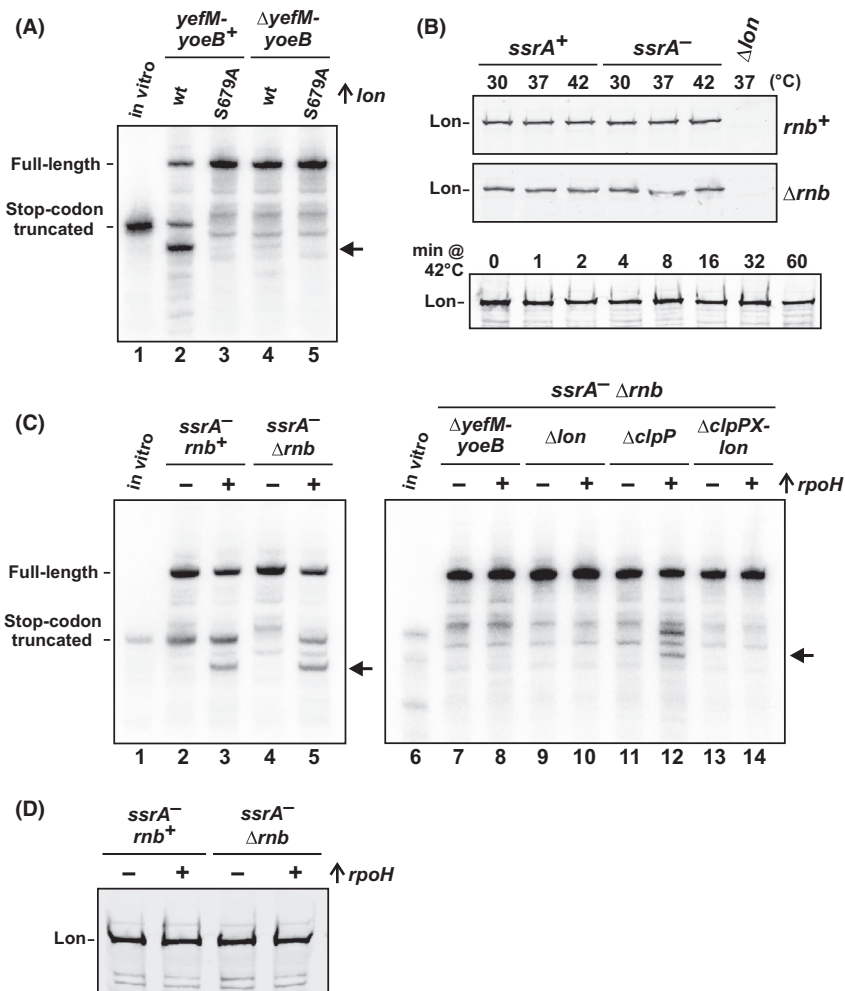 (A)
yefM-
yoeB+
ΔyefM-
yoeB
in vitro
wt
S679A
wt
S679A
↑ lon
Full-length
Stop-codon
truncated
1 2 3 4 5
(B)
ssrA+
ssrA−
Δlon
30 37 42 30 37 42 37 (°C)
Lon
rnb+
Lon
Δrnb
min @
42°C
0 1 2 4 8 16 32 60
Lon
(C)
in vitro
ssrA−
rnb+
ssrA−
Δrnb
− + − +
Full-length
Stop-codon
truncated
1 2 3 4 5
ssrA− Δrnb
in vitro
ΔyefM-
yoeB
Δlon
ΔclpP
ΔclpPX-
lon
− + − + − + − +
↑ rpoH
6 7 8 9 10 11 12 13 14
(D)
ssrA−
rnb+
ssrA−
Δrnb
− + − +
↑ rpoH
Lon